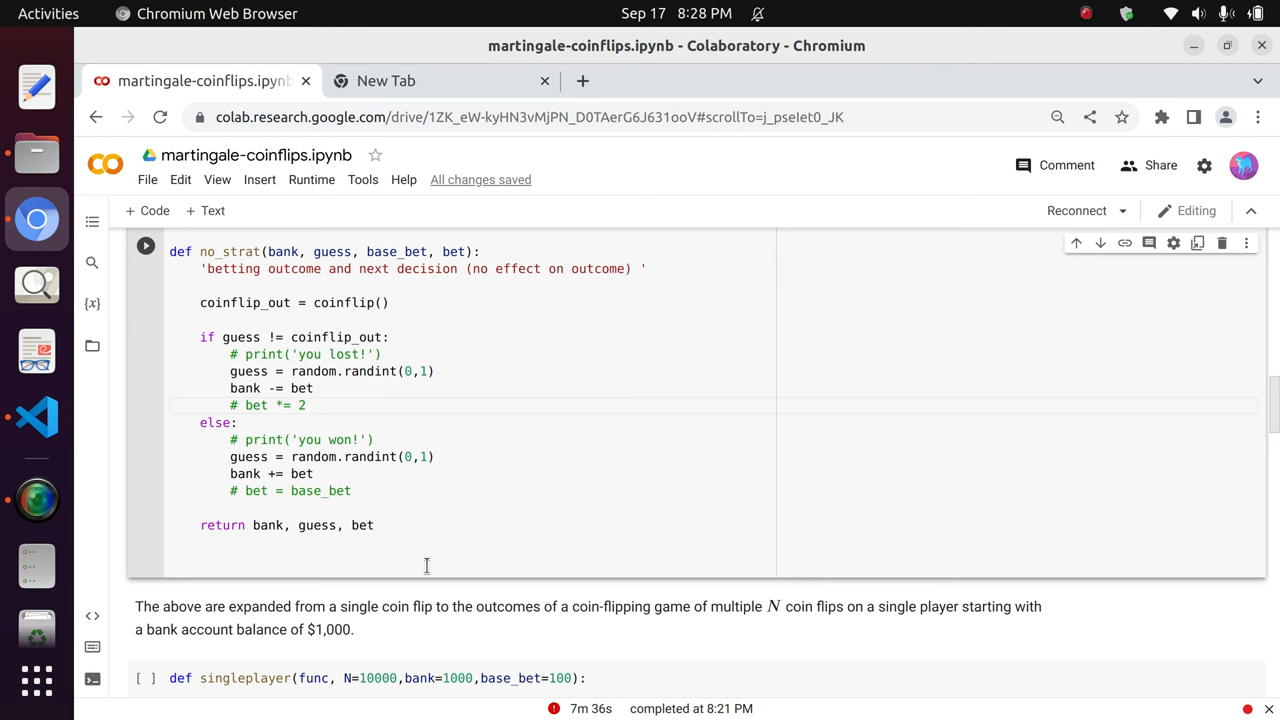 Activities
Chromium Web Browser
Sep 17 8:28 PM
martingale-coinflips.ipynb - Colaboratory - Chromium
martingale-coinflips.ipynb
New Tab
colab.research.google.com/drive/1ZK_eW-kyHN3vMjPN_D0TAerG6J631ooV#scrollTo=j_pseIet0_JK
martingale-coinflips.ipynb
Comment
Share
File Edit View Insert Runtime Tools Help All changes saved
+ Code + Text
Reconnect
Editing
def no_strat(bank, guess, base_bet, bet):
'betting outcome and next decision (no effect on outcome) '
coinflip_out = coinflip()
if guess != coinflip_out:
# print('you lost!')
guess = random.randint(0,1)
bank -= bet
# bet *= 2
else:
# print('you won!')
guess = random.randint(0,1)
bank += bet
# bet = base_bet
return bank, guess, bet
The above are expanded from a single coin flip to the outcomes of a coin-flipping game of multiple N coin flips on a single player starting with
a bank account balance of $1,000.
[ ] def singleplayer(func, N=10000,bank=1000,base_bet=100):
7m 36s completed at 8:21 PM